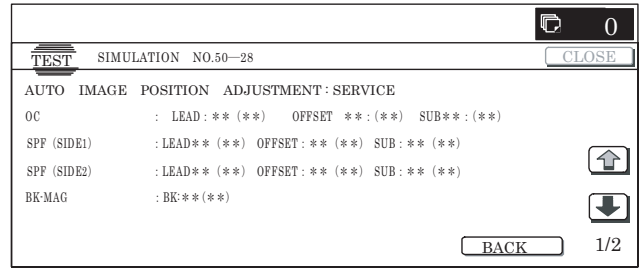 0
TEST SIMULATION NO.50—28 CLOSE
AUTO IMAGE POSITION ADJUSTMENT : SERVICE
OC : LEAD : ** (**) OFFSET ** : (**) SUB** : (**)
SPF (SIDE1) : LEAD** (**) OFFSET : ** (**) SUB : ** (**)
SPF (SIDE2) : LEAD** (**) OFFSET : ** (**) SUB : ** (**)
BK-MAG : BK:**(**)
BACK 1/2